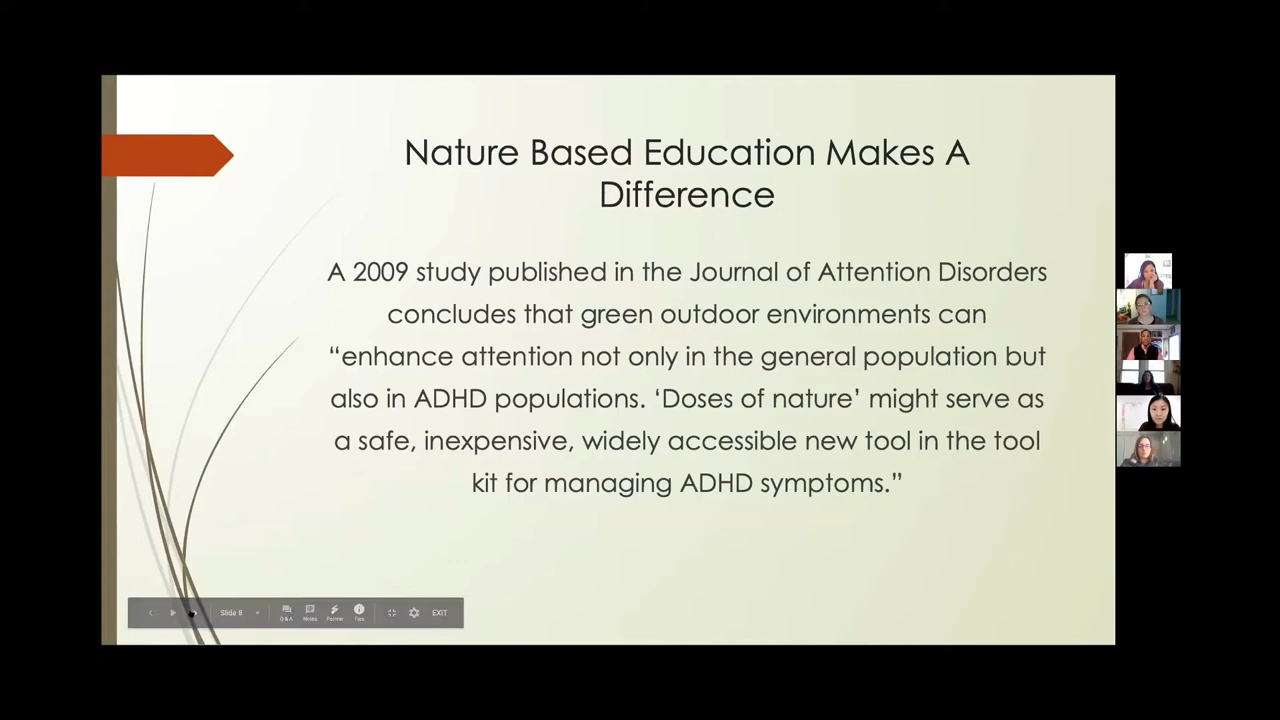 Nature Based Education Makes A
Difference
A 2009 study published in the Journal of Attention Disorders
concludes that green outdoor environments can
“enhance attention not only in the general population but
also in ADHD populations. ‘Doses of nature’ might serve as
a safe, inexpensive, widely accessible new tool in the tool
kit for managing ADHD symptoms.”
Slide 8
Q & A
Notes
Pointer
Tips
EXIT